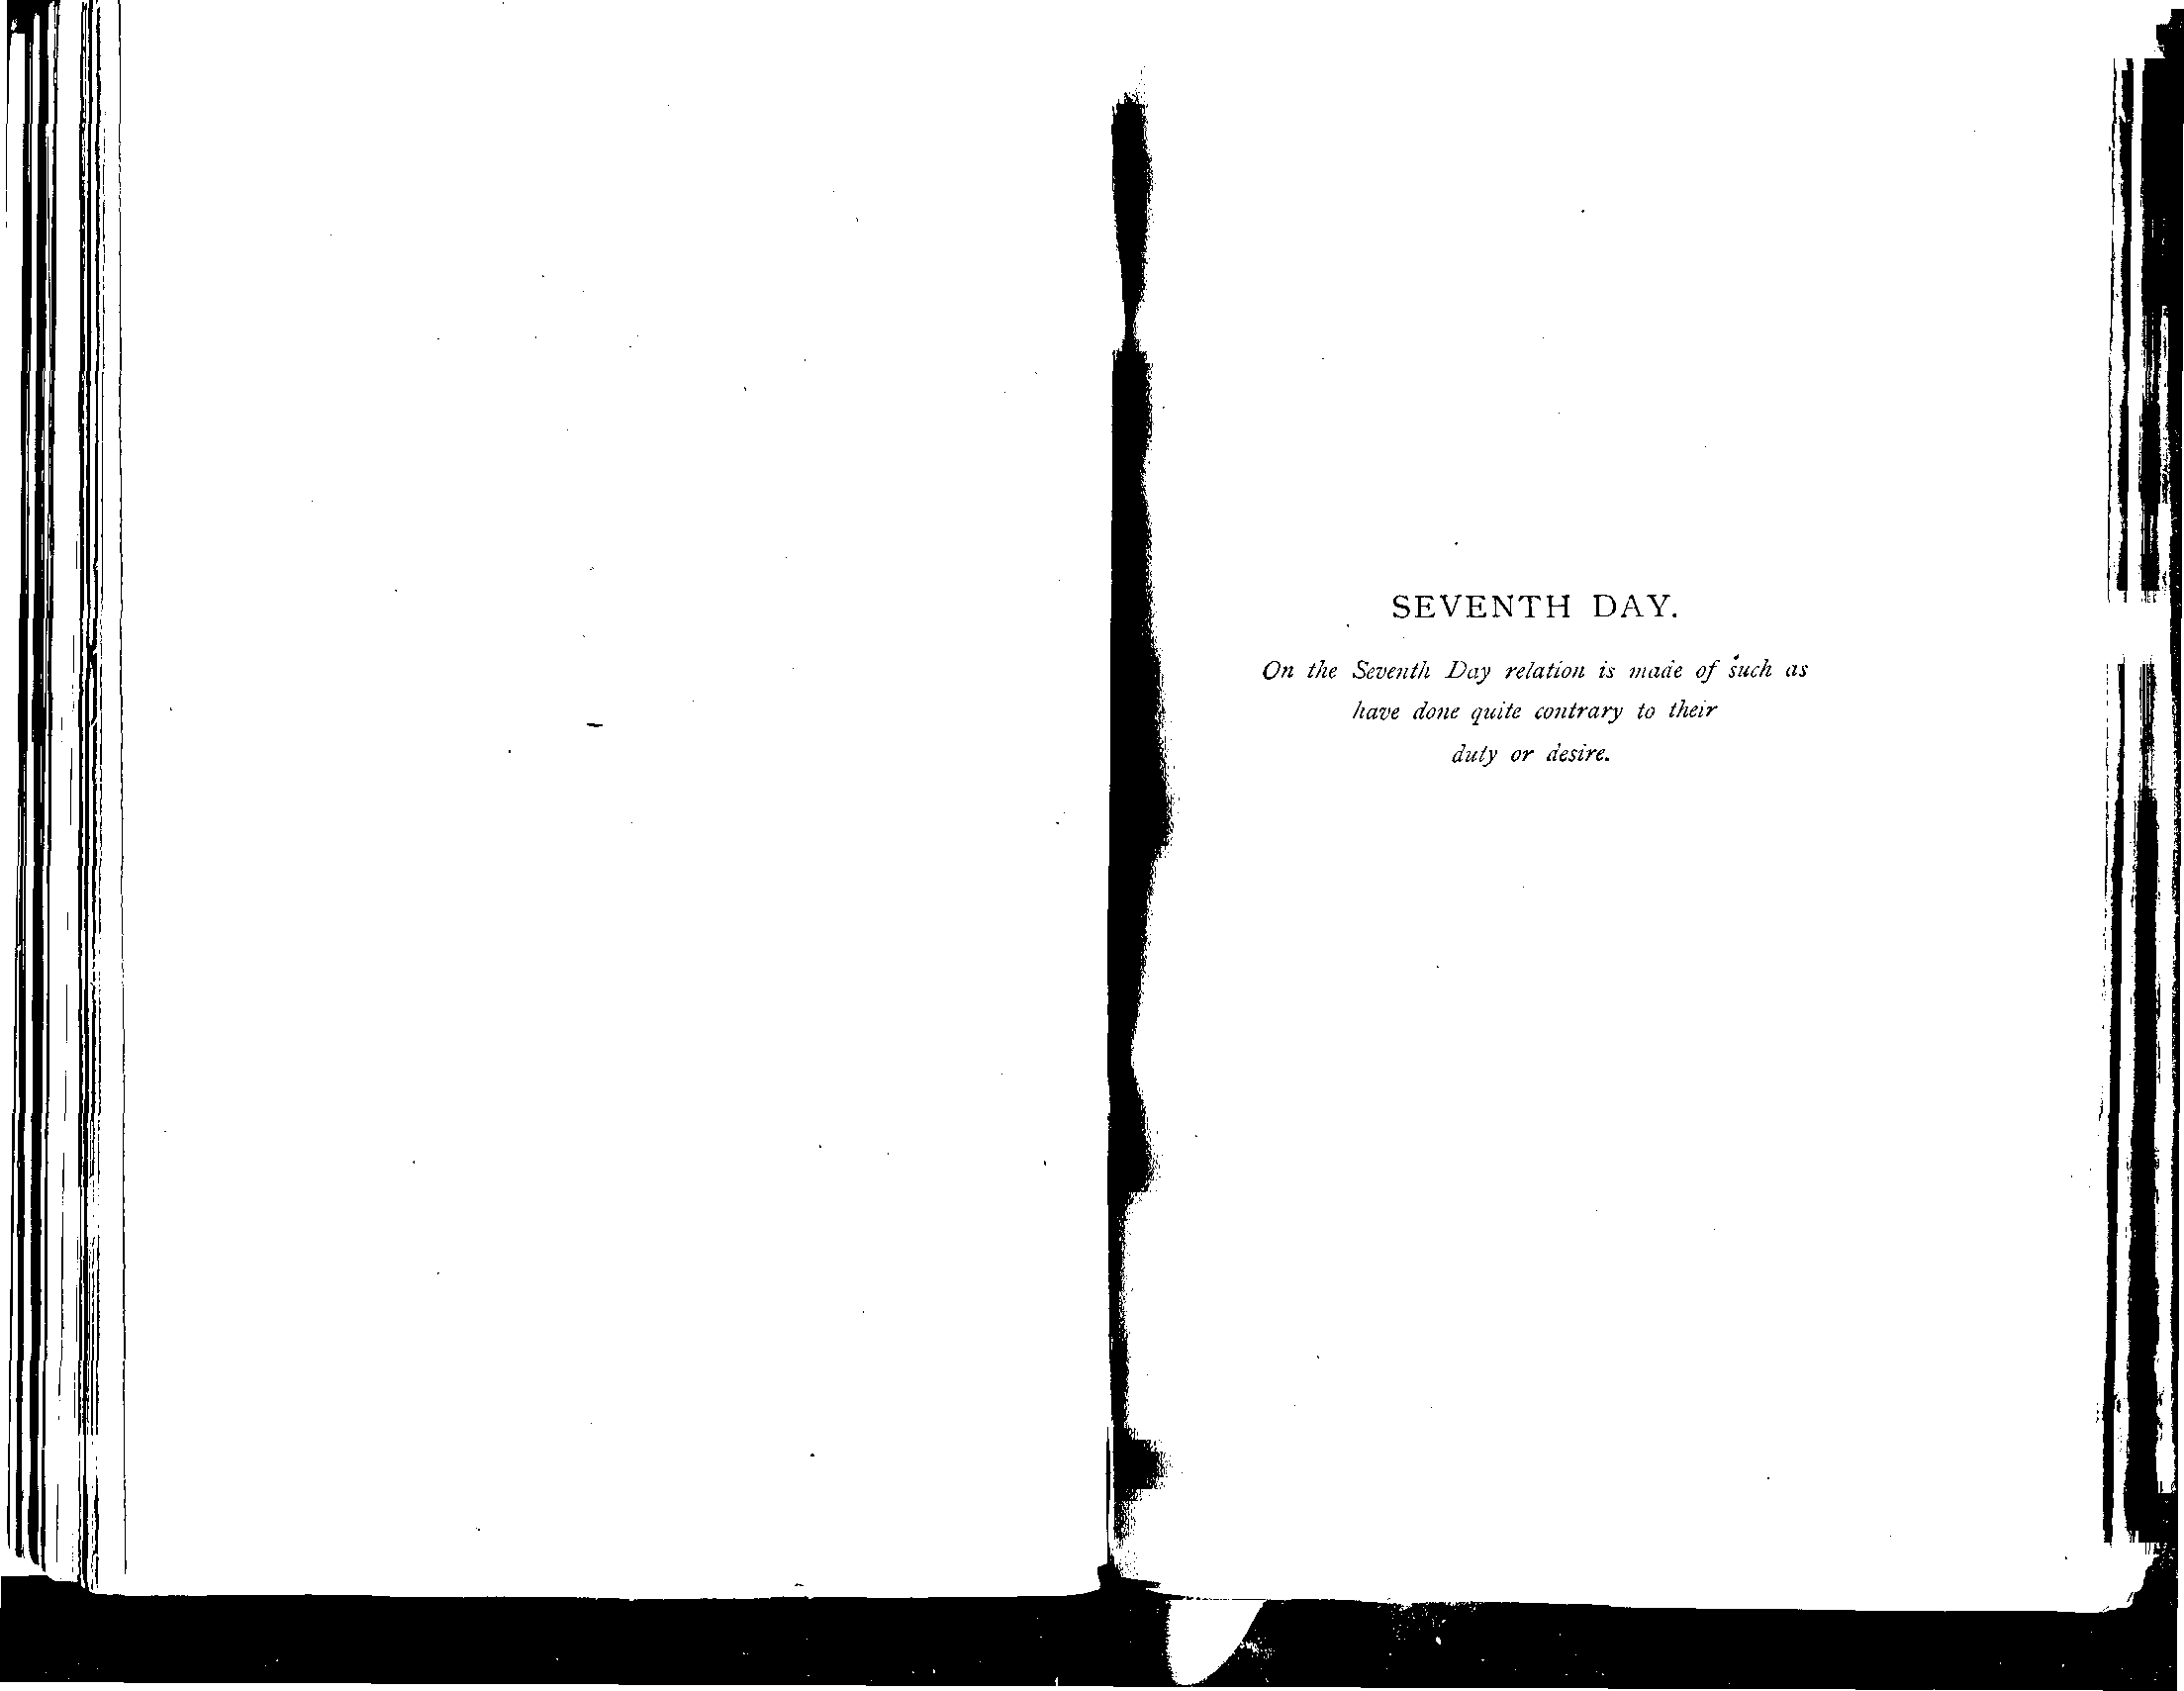 SEVENTH DAY.
On the Seventh Day relation is made of such as
have done quite contrary to their
duty or desire.